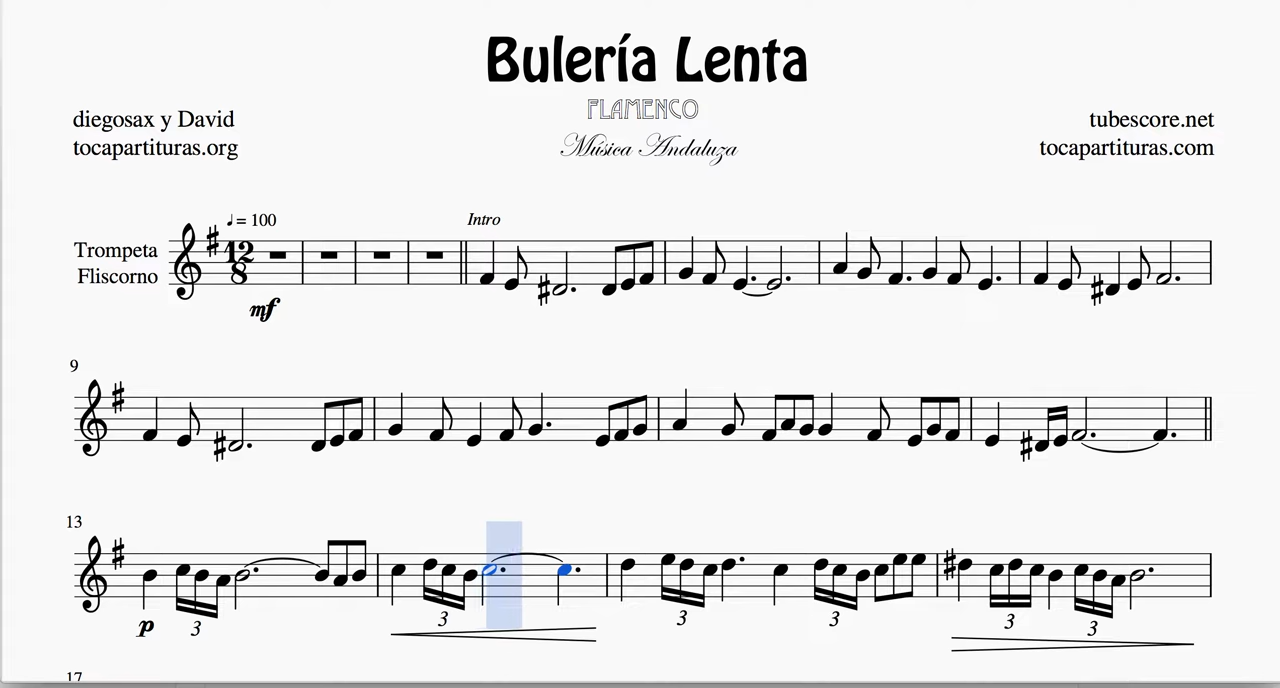 Bulería Lenta
FLAMENCO
Música Andaluza
diegosax y David
tocapartituras.org
tubescore.net
tocapartituras.com
♩= 100
Intro
Trompeta
Fliscorno
12
8
mf
9
13
p
3
3
3
3
3
3
17